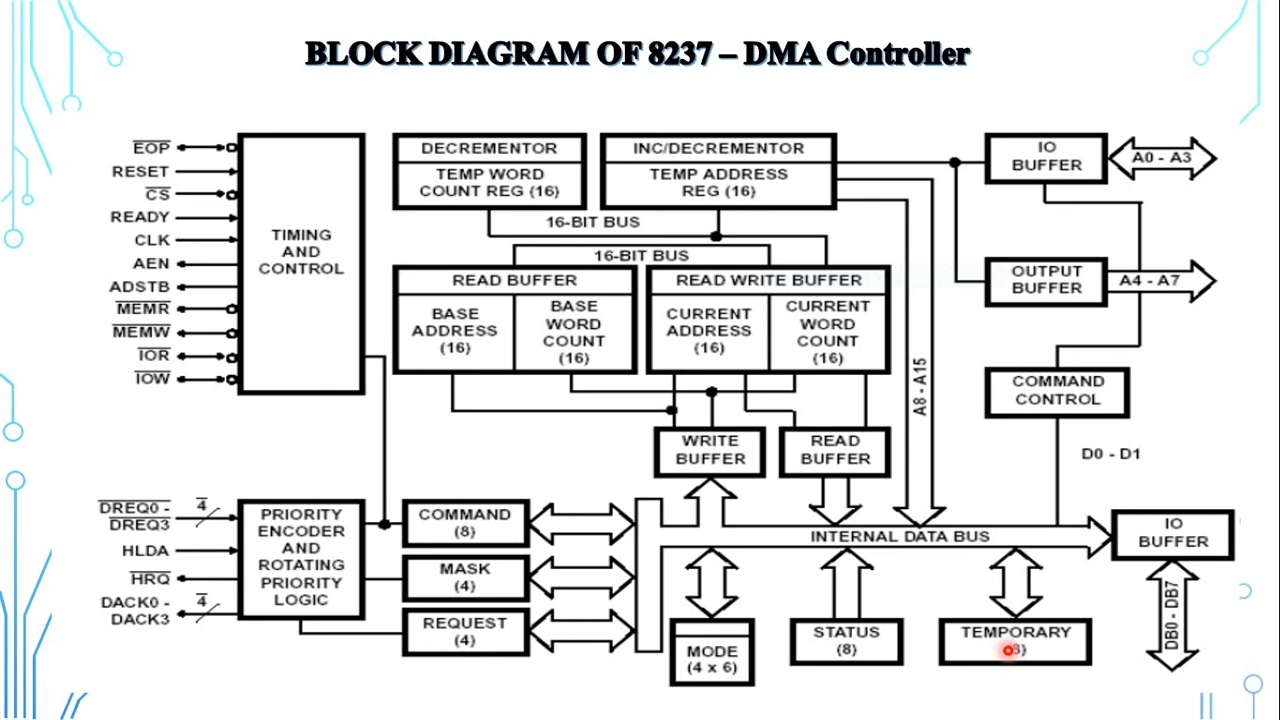 BLOCK DIAGRAM OF 8237 – DMA Controller
EOP
RESET
CS
READY
CLK
AEN
ADSTB
MEMR
MEMW
IOR
IOW
TIMING
AND
CONTROL
DECREMENTOR
TEMP WORD
COUNT REG (16)
INC/DECREMENTOR
TEMP ADDRESS
REG (16)
16-BIT BUS
16-BIT BUS
READ BUFFER
BASE
ADDRESS
(16)
BASE
WORD
COUNT
(16)
READ WRITE BUFFER
CURRENT
ADDRESS
(16)
CURRENT
WORD
COUNT
(16)
IO
BUFFER
A0 - A3
OUTPUT
BUFFER
A4 - A7
A8 - A15
COMMAND
CONTROL
D0 - D1
WRITE
BUFFER
READ
BUFFER
DREQ0 -
DREQ3
4
HLDA
HRQ
DACK0 -
DACK3
4
PRIORITY
ENCODER
AND
ROTATING
PRIORITY
LOGIC
COMMAND
(8)
MASK
(4)
REQUEST
(4)
INTERNAL DATA BUS
IO
BUFFER
DB0 - DB7
MODE
(4 x 6)
STATUS
(8)
TEMPORARY